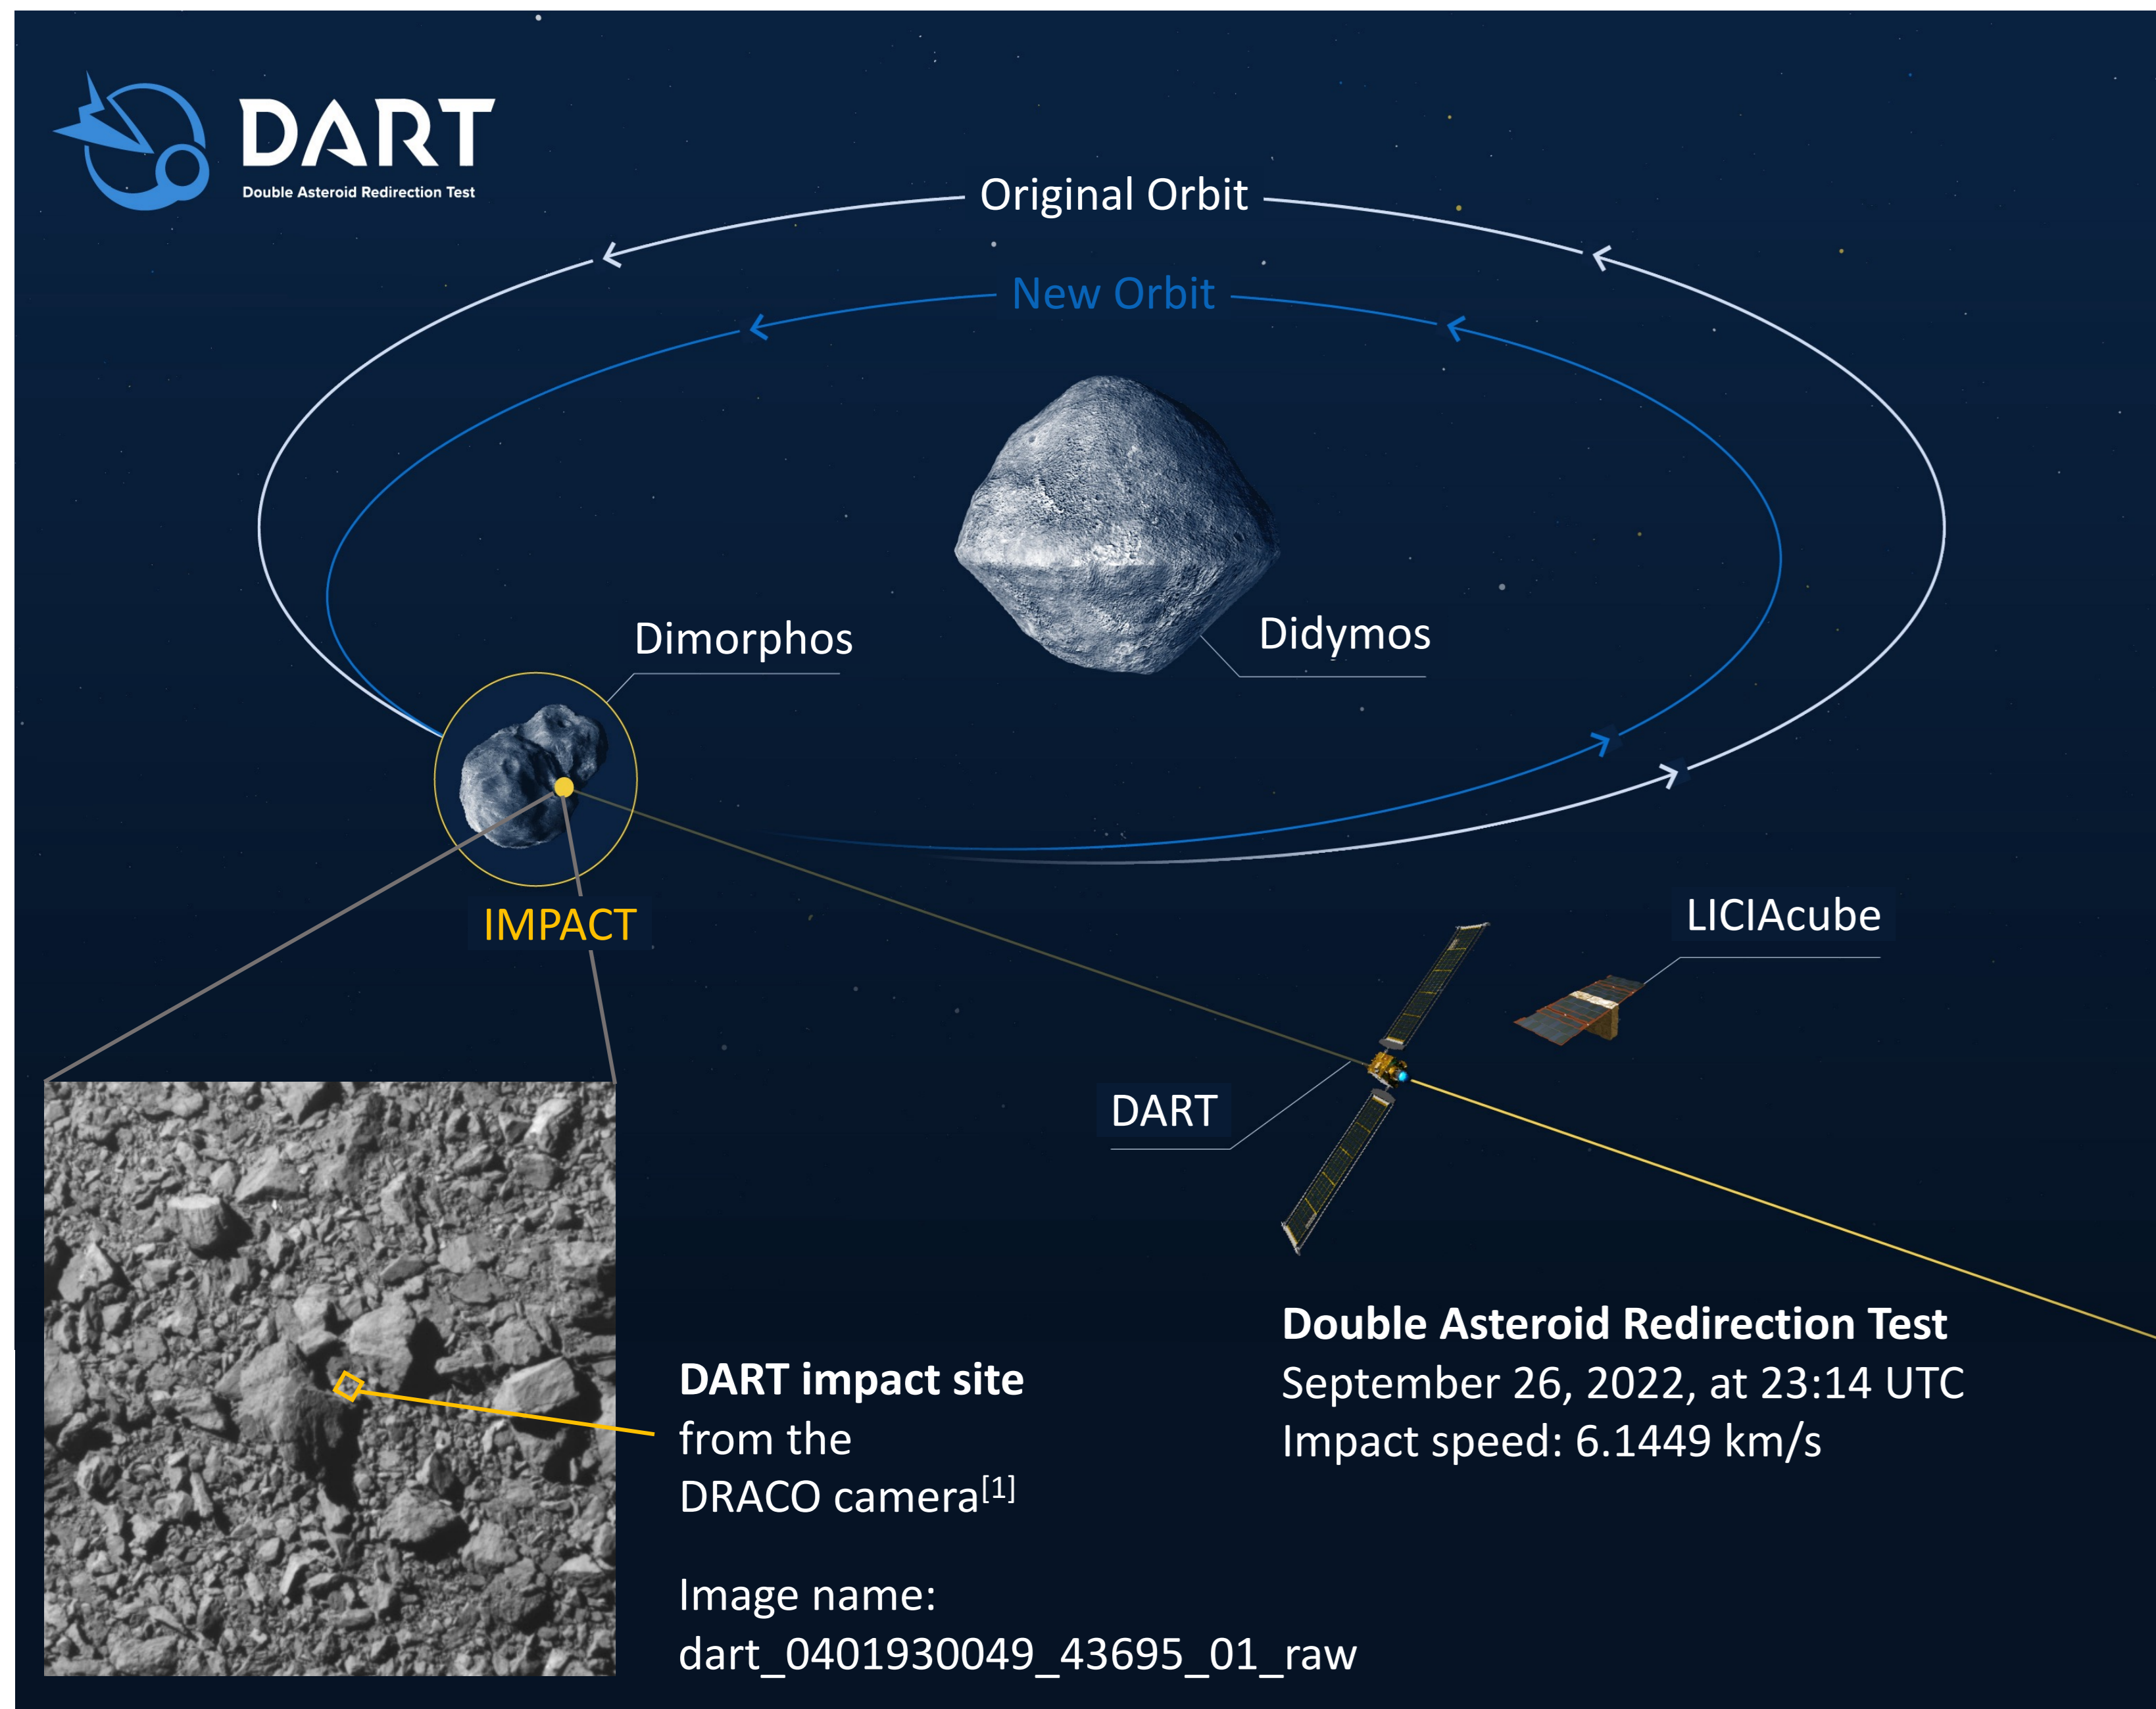 DART
Double Asteroid Redirection Test
Original Orbit
New Orbit
Dimorphos
Didymos
IMPACT
LICIAcube
DART
Double Asteroid Redirection Test
September 26, 2022, at 23:14 UTC
Impact speed: 6.1449 km/s
DART impact site
from the
DRACO camera[1]
Image name:
dart_0401930049_43695_01_raw